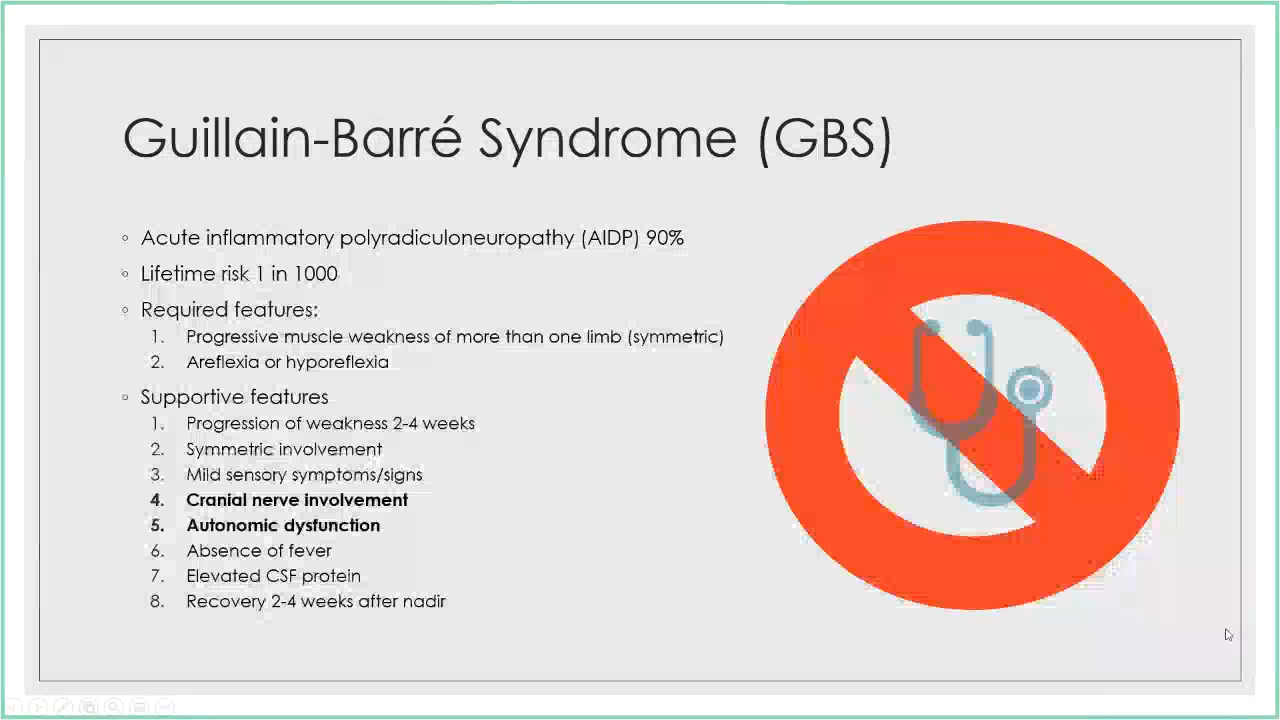 Guillain-Barré Syndrome (GBS)
◦ Acute inflammatory polyradiculoneuropathy (AIDP) 90%
◦ Lifetime risk 1 in 1000
◦ Required features:
1. Progressive muscle weakness of more than one limb (symmetric)
2. Areflexia or hyporeflexia
◦ Supportive features
1. Progression of weakness 2-4 weeks
2. Symmetric involvement
3. Mild sensory symptoms/signs
4. Cranial nerve involvement
5. Autonomic dysfunction
6. Absence of fever
7. Elevated CSF protein
8. Recovery 2-4 weeks after nadir